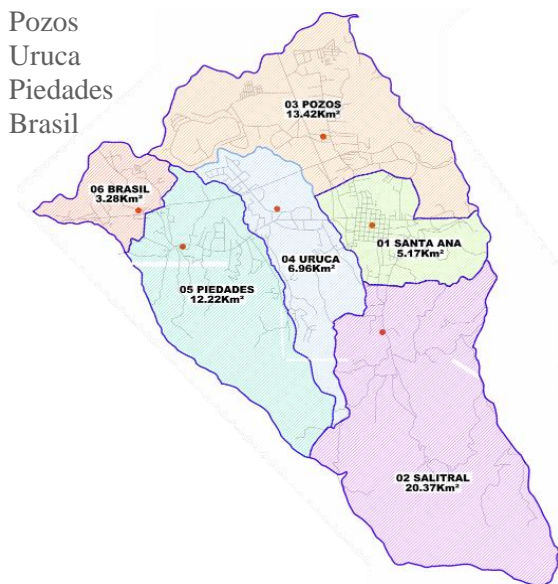 Pozos
Uruca
Piedades
Brasil
03 POZOS
13.42Km²
06 BRASIL
3.28Km²
01 SANTA ANA
5.17Km²
04 URUCA
6.96Km²
05 PIEDADES
12.22Km²
02 SALITRAL
20.37Km²